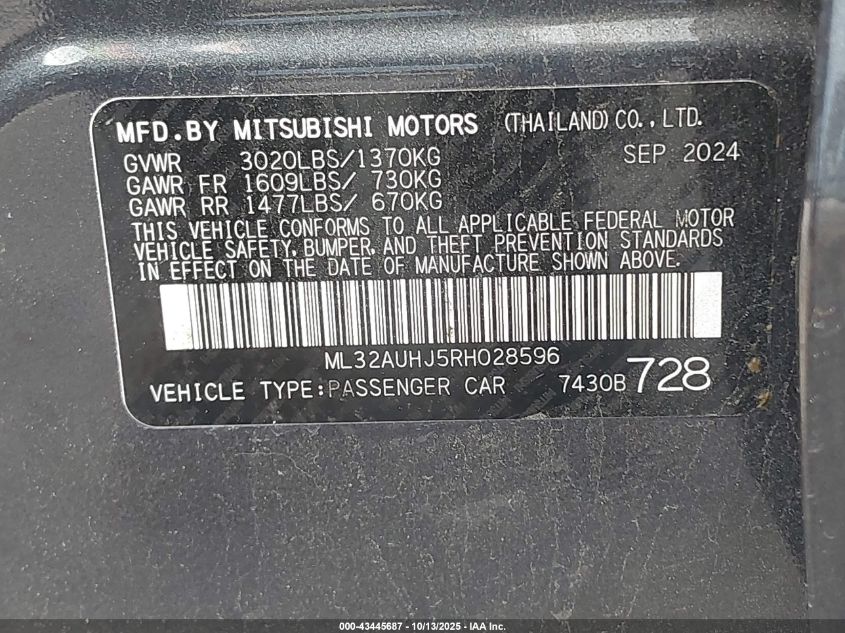 MFD.BY MITSUBISHI MOTORS (THAILAND)CO.,LTD.
GVWR 3020LBS/1370KG SEP 2024
GAWR FR 1609LBS/ 730KG
GAWR RR 1477LBS/ 670KG
THIS VEHICLE CONFORMS TO ALL APPLICABLE FEDERAL MOTOR
VEHICLE SAFETY, BUMPER, AND THEFT PREVENTION STANDARDS
IN EFFECT ON THE DATE OF MANUFACTURE SHOWN ABOVE.
ML32AUHJ5RH028596
VEHICLE TYPE:PASSENGER CAR 7430B 728
000-43445687 - 10/13/2025 - IAA Inc.